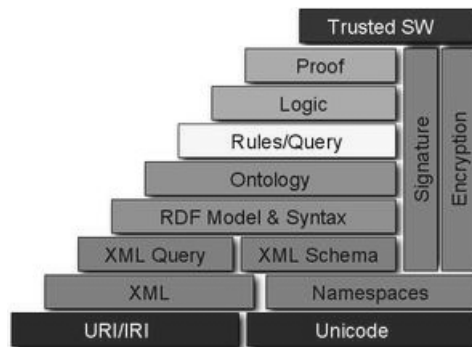 Trusted SW
Proof
Logic
Rules/Query
Ontology
RDF Model & Syntax
XML Query XML Schema
Signature
Encryption
XML Namespaces
URI/IRI Unicode